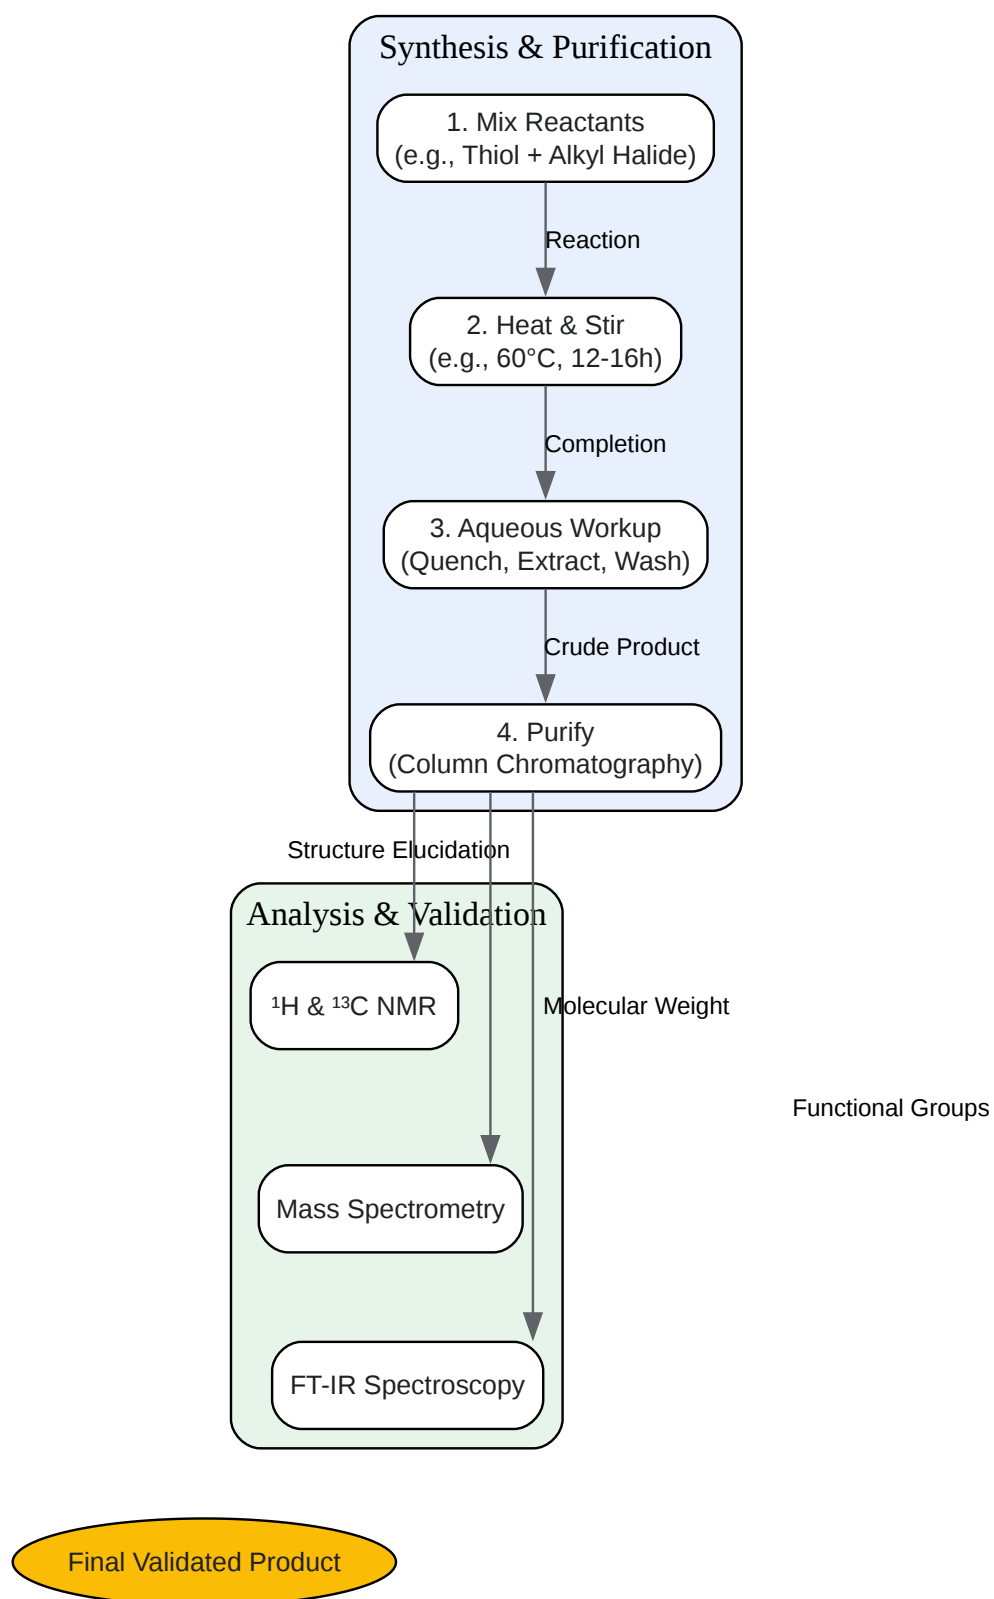 Synthesis & Purification
1. Mix Reactants
(e.g., Thiol + Alkyl Halide)
Reaction
2. Heat & Stir
(e.g., 60°C, 12-16h)
Completion
3. Aqueous Workup
(Quench, Extract, Wash)
Crude Product
4. Purify
(Column Chromatography)
Structure Elucidation
Analysis & Validation
¹H & ¹³C NMR
Molecular Weight
Functional Groups
Mass Spectrometry
FT-IR Spectroscopy
Final Validated Product